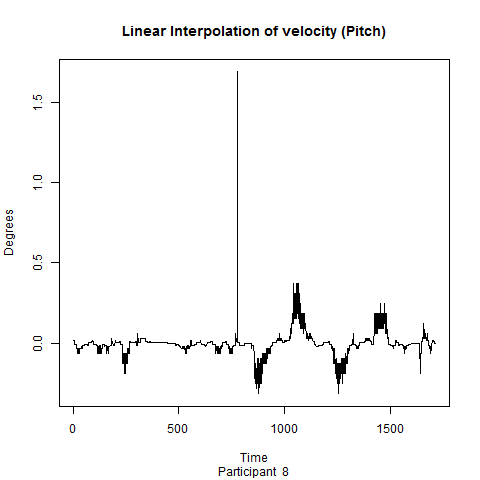 Linear Interpolation of velocity (Pitch)
Degrees
1.5
1.0
0.5
0.0
0 500 1000 1500
Time
Participant 8